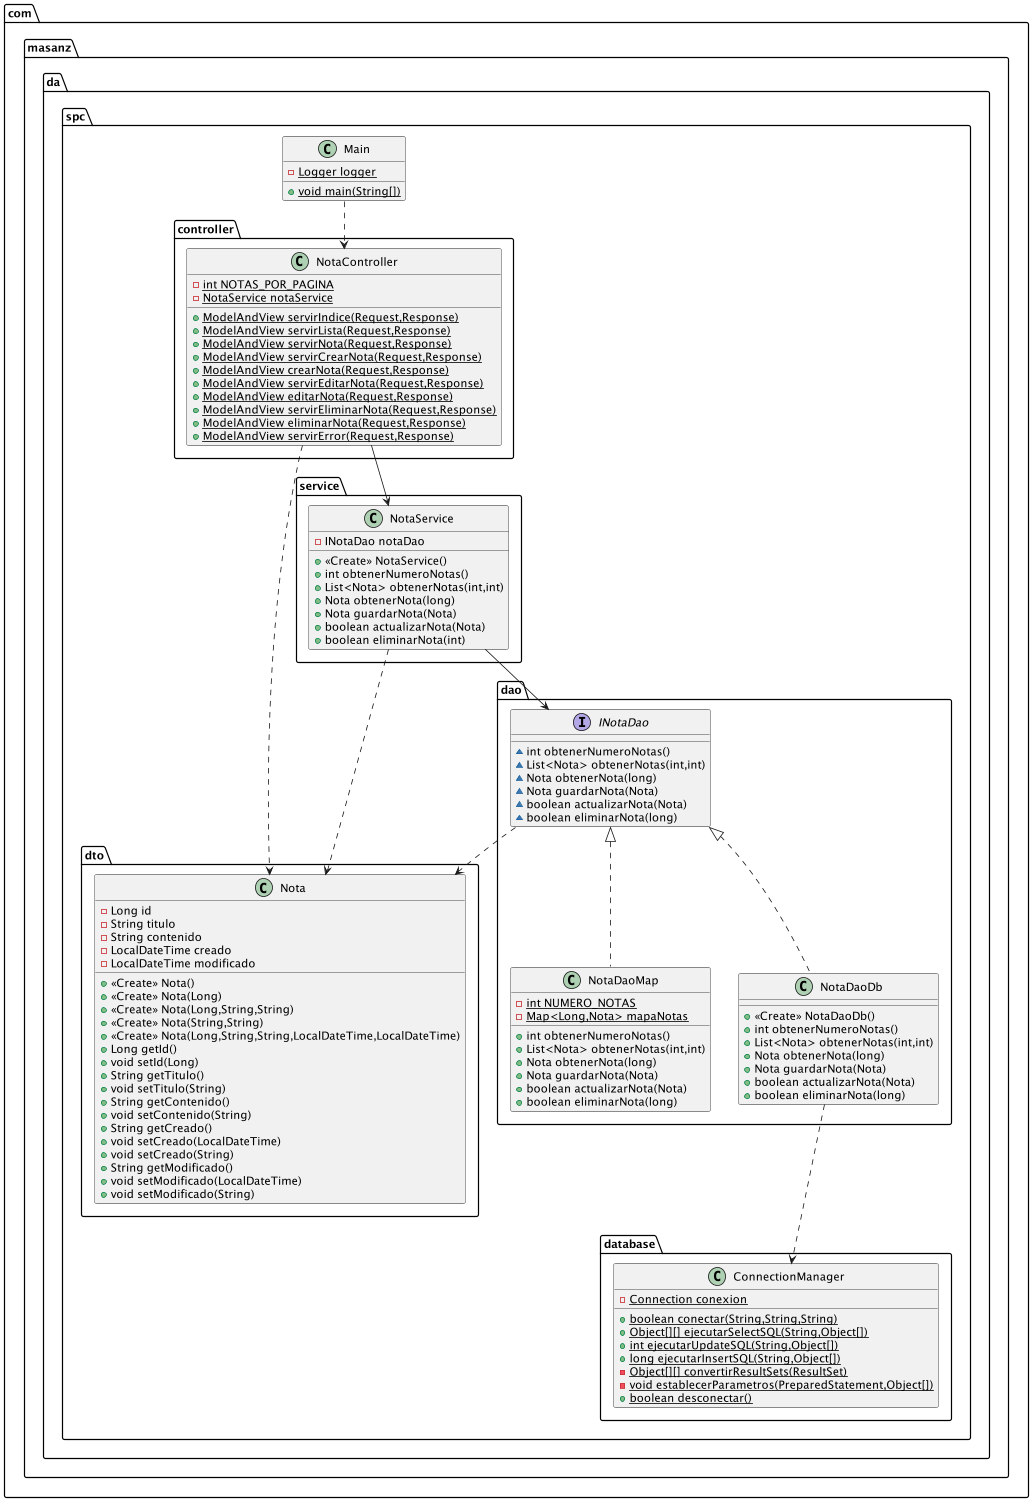 com
masanz
da
spc
C Main
Logger logger
void main(String[])
controller
C NotaController
int NOTAS_POR_PAGINA
NotaService notaService
ModelAndView servirIndice(Request,Response)
ModelAndView servirLista(Request,Response)
ModelAndView servirNota(Request,Response)
ModelAndView servirCrearNota(Request,Response)
ModelAndView crearNota(Request,Response)
ModelAndView servirEditarNota(Request,Response)
ModelAndView editarNota(Request,Response)
ModelAndView servirEliminarNota(Request,Response)
ModelAndView eliminarNota(Request,Response)
ModelAndView servirError(Request,Response)
service
C NotaService
INotaDao notaDao
«Create» NotaService()
int obtenerNumeroNotas()
List<Nota> obtenerNotas(int,int)
Nota obtenerNota(long)
Nota guardarNota(Nota)
boolean actualizarNota(Nota)
boolean eliminarNota(int)
dao
I INotaDao
int obtenerNumeroNotas()
List<Nota> obtenerNotas(int,int)
Nota obtenerNota(long)
Nota guardarNota(Nota)
boolean actualizarNota(Nota)
boolean eliminarNota(long)
dto
C Nota
Long id
String titulo
String contenido
LocalDateTime creado
LocalDateTime modificado
«Create» Nota()
«Create» Nota(Long)
«Create» Nota(Long,String,String)
«Create» Nota(String,String)
«Create» Nota(Long,String,String,LocalDateTime,LocalDateTime)
Long getId()
void setId(Long)
String getTitulo()
void setTitulo(String)
String getContenido()
void setContenido(String)
String getCreado()
void setCreado(LocalDateTime)
void setCreado(String)
String getModificado()
void setModificado(LocalDateTime)
void setModificado(String)
C NotaDaoMap
int NUMERO_NOTAS
Map<Long,Nota> mapaNotas
int obtenerNumeroNotas()
List<Nota> obtenerNotas(int,int)
Nota obtenerNota(long)
Nota guardarNota(Nota)
boolean actualizarNota(Nota)
boolean eliminarNota(long)
C NotaDaoDb
«Create» NotaDaoDb()
int obtenerNumeroNotas()
List<Nota> obtenerNotas(int,int)
Nota obtenerNota(long)
Nota guardarNota(Nota)
boolean actualizarNota(Nota)
boolean eliminarNota(long)
database
C ConnectionManager
Connection conexion
boolean conectar(String,String,String)
Object[][] ejecutarSelectSQL(String,Object[])
int ejecutarUpdateSQL(String,Object[])
long ejecutarInsertSQL(String,Object[])
Object[][] convertirResultSets(ResultSet)
void establecerParametros(PreparedStatement,Object[])
boolean desconectar()